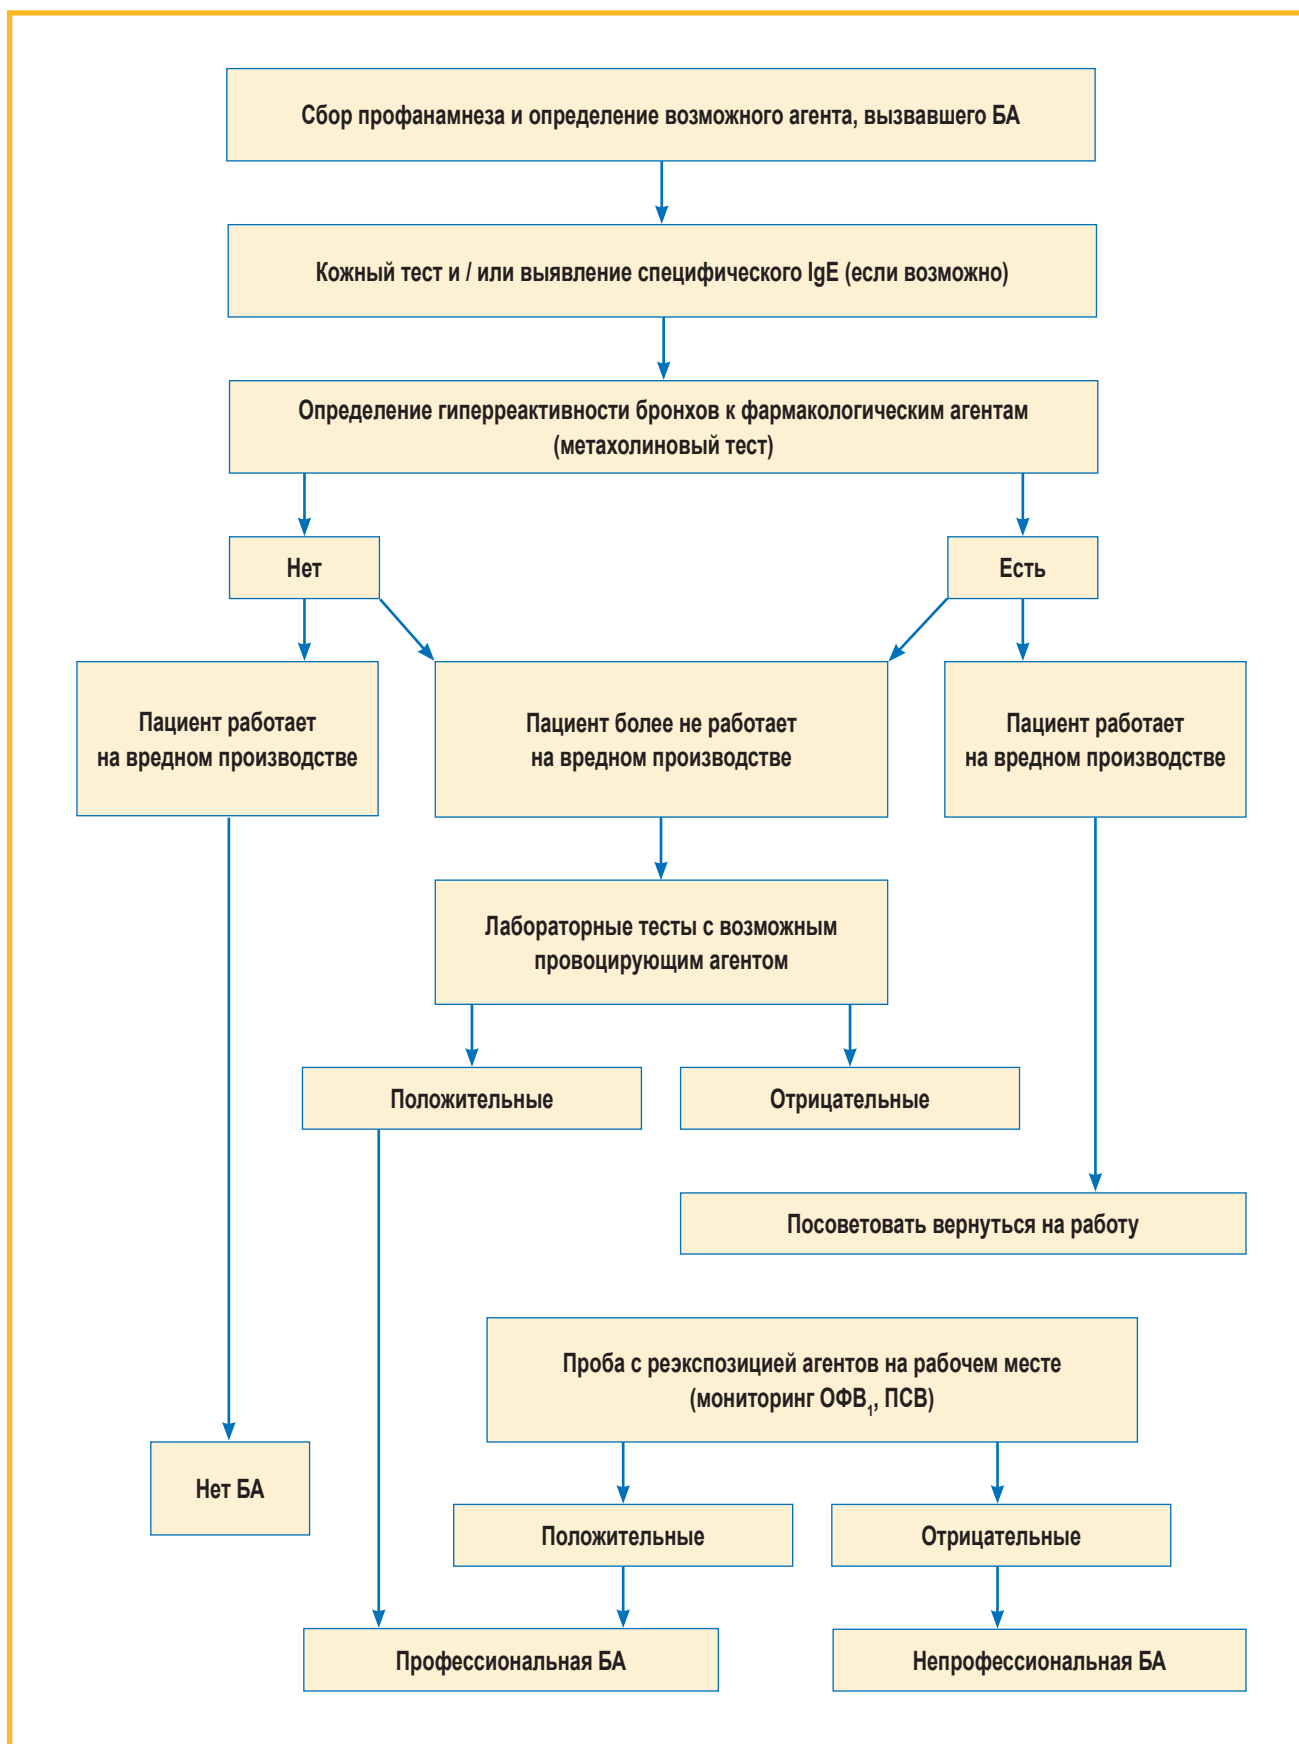 Сбор профанамнеза и определение возможного агента, вызвавшего БА
Кожный тест и / или выявление специфического IgE (если возможно)
Определение гиперреактивности бронхов к фармакологическим агентам
(метахолиновый тест)
Нет
Есть
Пациент работает
на вредном производстве
Пациент более не работает
на вредном производстве
Пациент работает
на вредном производстве
Лабораторные тесты с возможным
провоцирующим агентом
Положительные
Отрицательные
Посоветовать вернуться на работу
Проба с реэкспозицией агентов на рабочем месте
(мониторинг ОФВ₁, ПСВ)
Нет БА
Положительные
Отрицательные
Профессиональная БА
Непрофессиональная БА